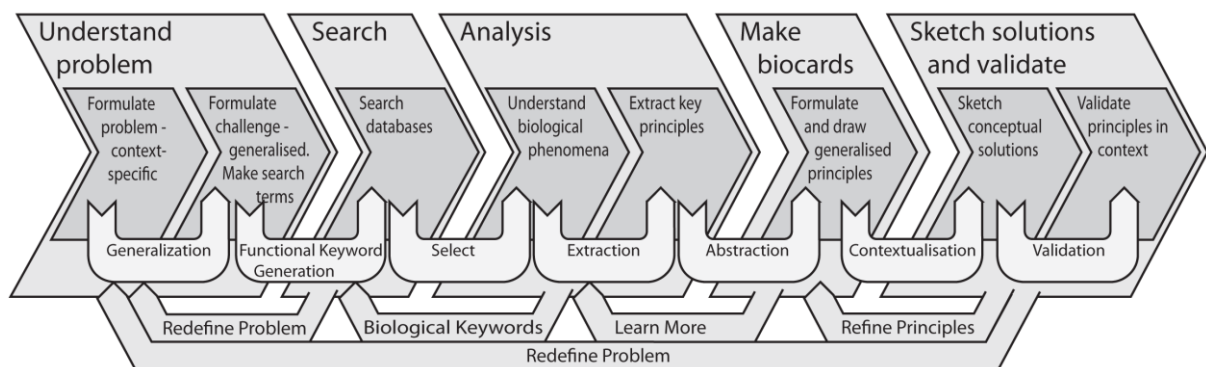 Understand
problem
Search
Analysis
Make
biocards
Sketch solutions
and validate
Formulate
problem -
context-
specific
Formulate
challenge -
generalised.
Make search
terms
Search
databases
Understand
biological
phenomena
Extract key
principles
Formulate
and draw
generalised
principles
Sketch
conceptual
solutions
Validate
principles in
context
Generalization
Functional Keyword
Generation
Select
Extraction
Abstraction
Contextualisation
Validation
Redefine Problem
Biological Keywords
Learn More
Refine Principles
Redefine Problem